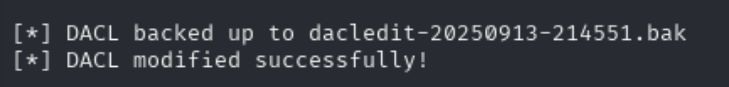 [*] DACL backed up to dacledit-20250913-214551.bak
[*] DACL modified successfully!